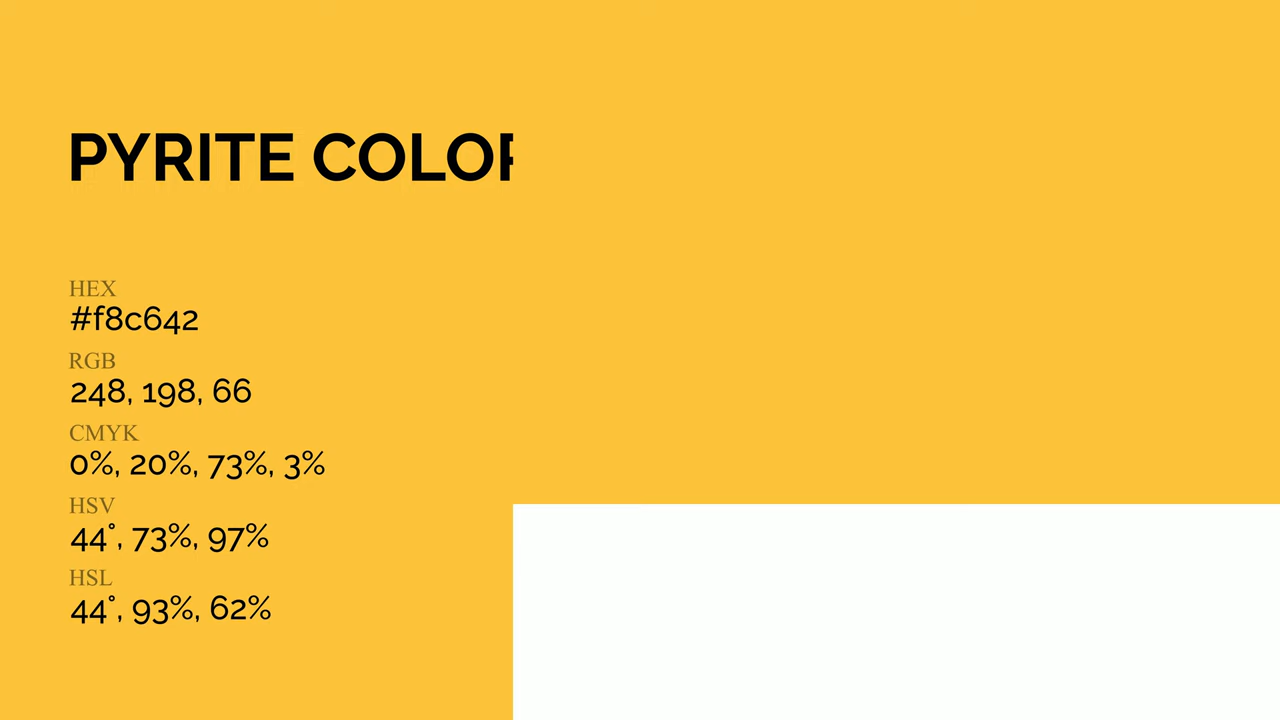 PYRITE COLOR
HEX
#f8c642
RGB
248, 198, 66
CMYK
0%, 20%, 73%, 3%
HSV
44°, 73%, 97%
HSL
44°, 93%, 62%